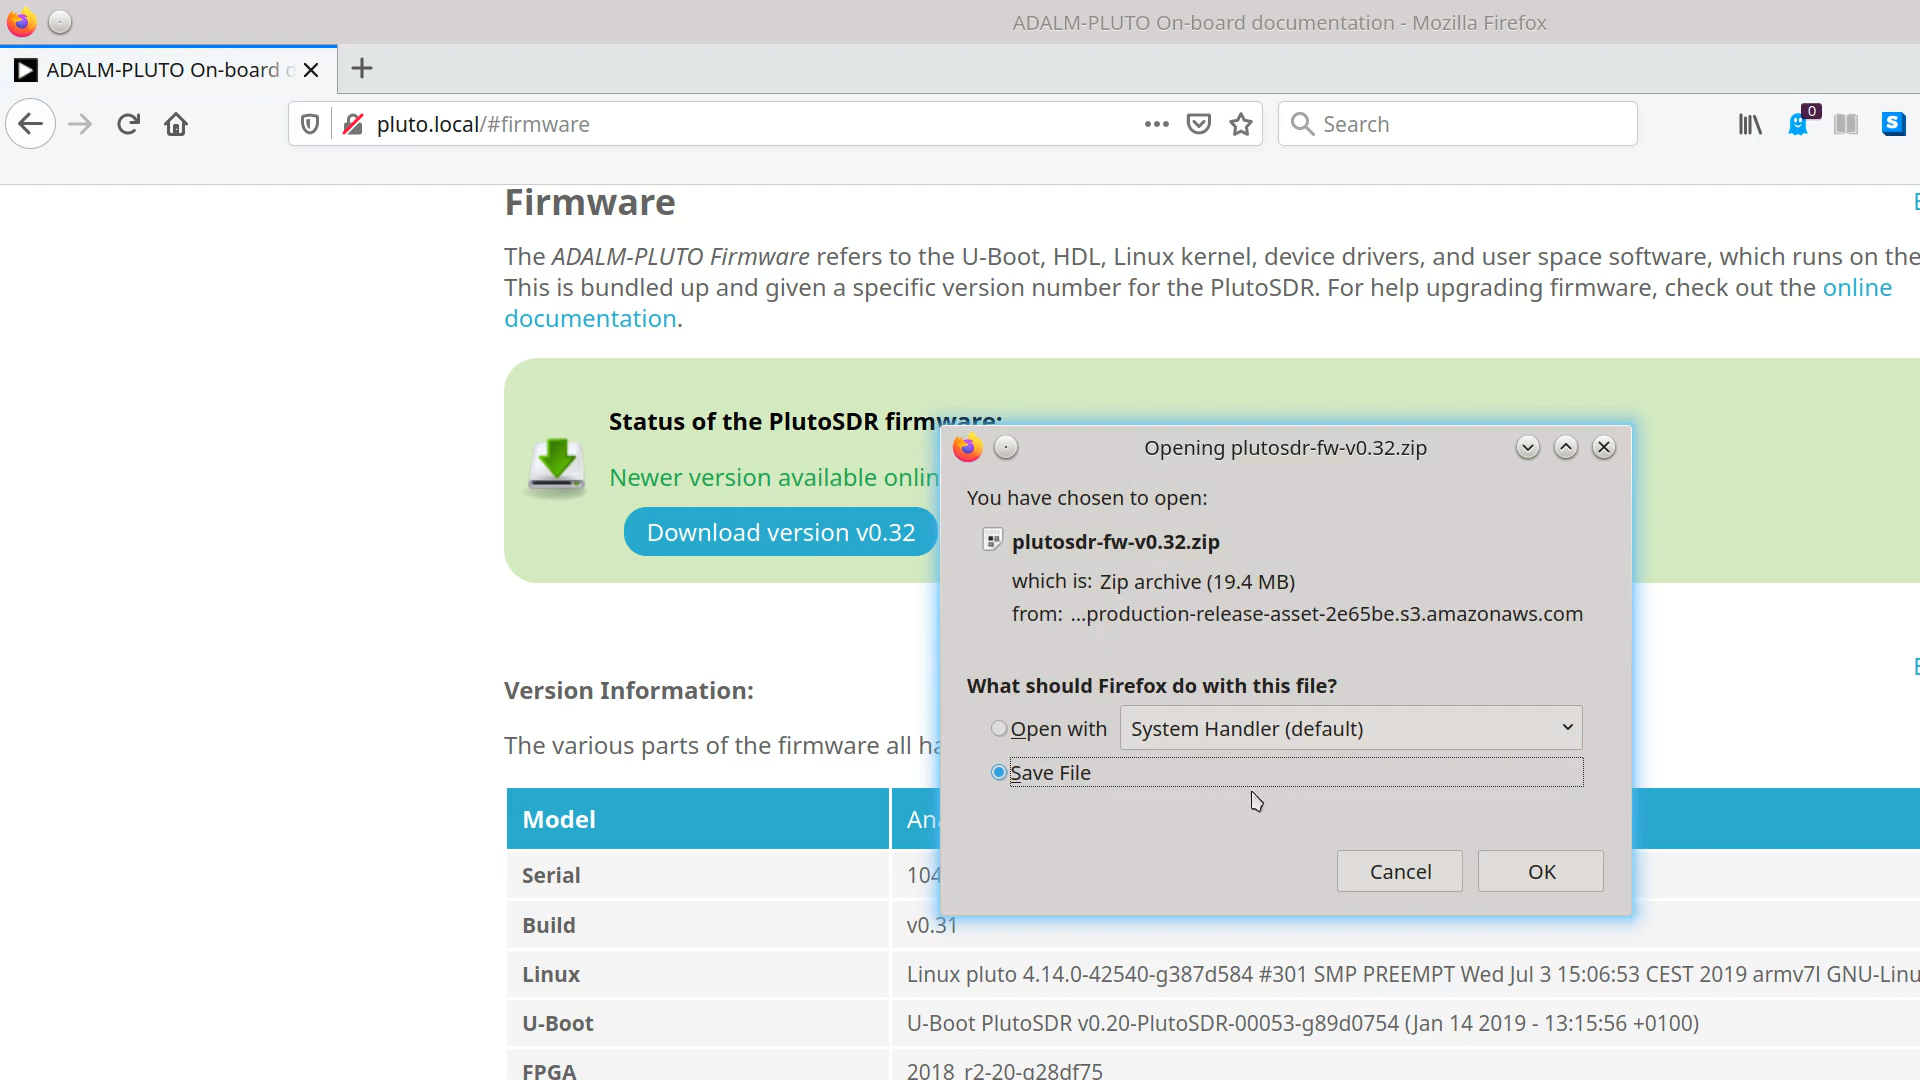 ADALM-PLUTO On-board documentation - Mozilla Firefox
ADALM-PLUTO On-board d
pluto.local/#firmware
Search
0
S
Firmware
The ADALM-PLUTO Firmware refers to the U-Boot, HDL, Linux kernel, device drivers, and user space software, which runs on the
This is bundled up and given a specific version number for the PlutoSDR. For help upgrading firmware, check out the online
documentation.
Status of the PlutoSDR firmware:
Newer version available onlin
Download version v0.32
Opening plutosdr-fw-v0.32.zip
You have chosen to open:
plutosdr-fw-v0.32.zip
which is: Zip archive (19.4 MB)
from: ...production-release-asset-2e65be.s3.amazonaws.com
What should Firefox do with this file?
Open with System Handler (default)
Save File
Cancel OK
Version Information:
The various parts of the firmware all ha
Model An
Serial 104
Build v0.31
Linux Linux pluto 4.14.0-42540-g387d584 #301 SMP PREEMPT Wed Jul 3 15:06:53 CEST 2019 armv7l GNU-Linu
U-Boot U-Boot PlutoSDR v0.20-PlutoSDR-00053-g89d0754 (Jan 14 2019 - 13:15:56 +0100)
FPGA 2018_r2-20-g28df75